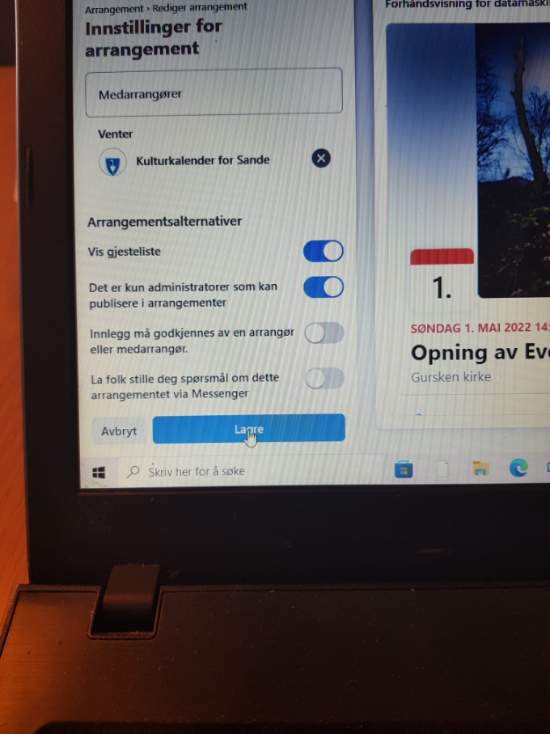 Arrangement › Rediger arrangement
Innstillinger for
arrangement
Medarrangører
Venter
Kulturkalender for Sande
Arrangementsalternativer
Vis gjesteliste
Det er kun administratorer som kan
publisere i arrangementer
Innlegg må godkjennes av en arrangør
eller medarrangør.
La folk stille deg spørsmål om dette
arrangementet via Messenger
Avbryt
Lagre
Skriv her for å søke
Forhåndsvisning for
1.
SØNDAG 1. MAI 2022
Opning av
Gursken kirke